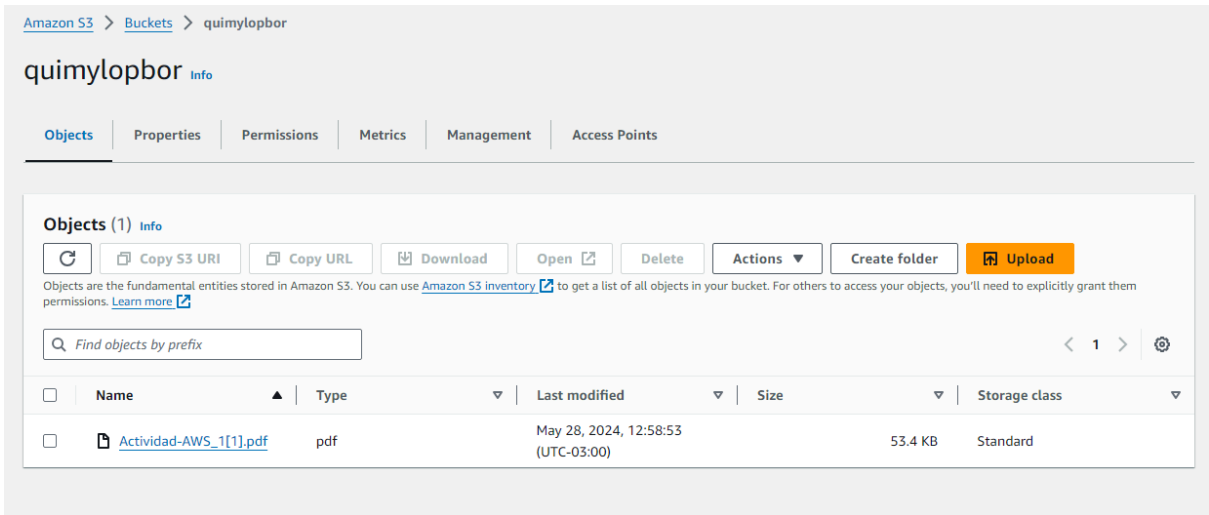 Amazon S3 > Buckets > quimylopbor
quimylopbor Info
Objects Properties Permissions Metrics Management Access Points
Objects (1) Info
Copy S3 URI Copy URL Download Open Delete Actions ▼ Create folder Upload
Objects are the fundamental entities stored in Amazon S3. You can use Amazon S3 inventory to get a list of all objects in your bucket. For others to access your objects, you'll need to explicitly grant them
permissions. Learn more
Find objects by prefix
< 1 >
Name Type Last modified Size Storage class
Actividad-AWS_1[1].pdf pdf May 28, 2024, 12:58:53 53.4 KB Standard
(UTC-03:00)